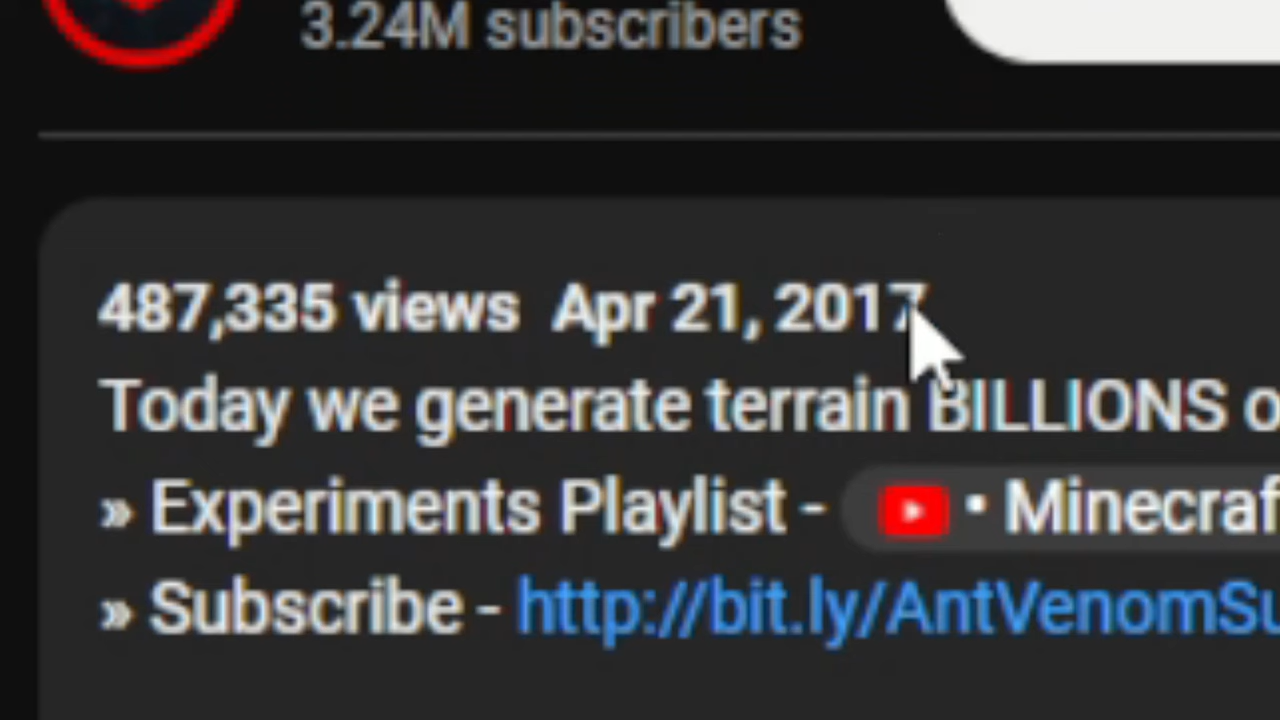 3.24M subscribers
487,335 views Apr 21, 2017
Today we generate terrain BILLIONS o
» Experiments Playlist - • Minecraf
» Subscribe - http://bit.ly/AntVenomSu